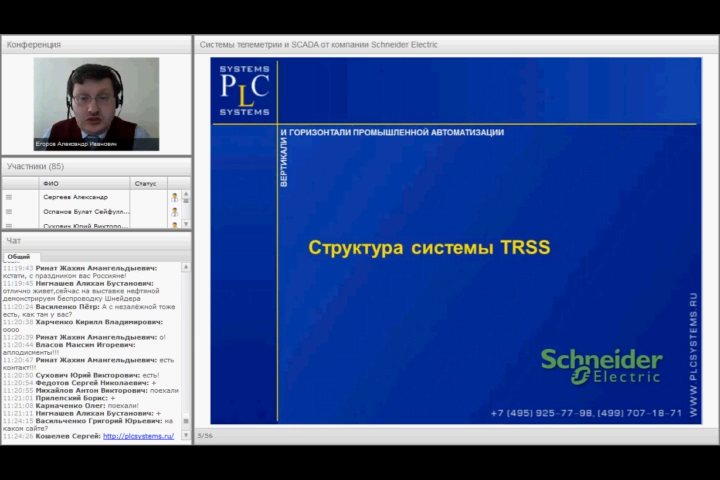 Конференция
Егоров Александр Иванович
Участники (85)
ФИО Статус
Сергеев Александр
Оспанов Булат Сейфулл...
Сухович Юрий Викторо...
Чат
Общий
11:19:43 Ринат Жахин Амангельдыевич:
кстати, с праздником вас Россияне!
11:19:45 Нигмашев Алихан Бустанович:
отлично живет,сейчас на выставке нефтяной
демонстрируем беспроводку Шнейдера
11:20:24 Василенко Пётр: А с незалёжной тоже
есть, как там у вас?
11:20:38 Харченко Кирилл Владимирович:
оооо
11:20:39 Ринат Жахин Амангельдыевич: о!
11:20:44 Власов Максим Игоревич:
аплодисменты!!!
11:20:47 Ринат Жахин Амангельдыевич: есть
контакт!!!
11:20:50 Сухович Юрий Викторович: есть!
11:20:54 Федотов Сергей Николаевич: +
11:20:55 Михайлов Антон Викторович: поехали
11:21:01 Прилепский Борис: +
11:21:08 Карначенко Олег: поехали!
11:21:11 Нигмашев Алихан Бустанович: +
11:24:15 Васильченко Григорий Юрьевич: на
каком сайте?
11:24:26 Кошелев Сергей: http://plcsystems.ru/
Системы телеметрии и SCADA от компании Schneider Electric
SYSTEMS
PLC
SYSTEMS
ВЕРТИКАЛИ
И ГОРИЗОНТАЛИ ПРОМЫШЛЕННОЙ АВТОМАТИЗАЦИИ
Структура системы TRSS
Schneider
Electric
WWW.PLCSYSTEMS.RU
+7 (495) 925-77-98, (499) 707-18-71
5/56